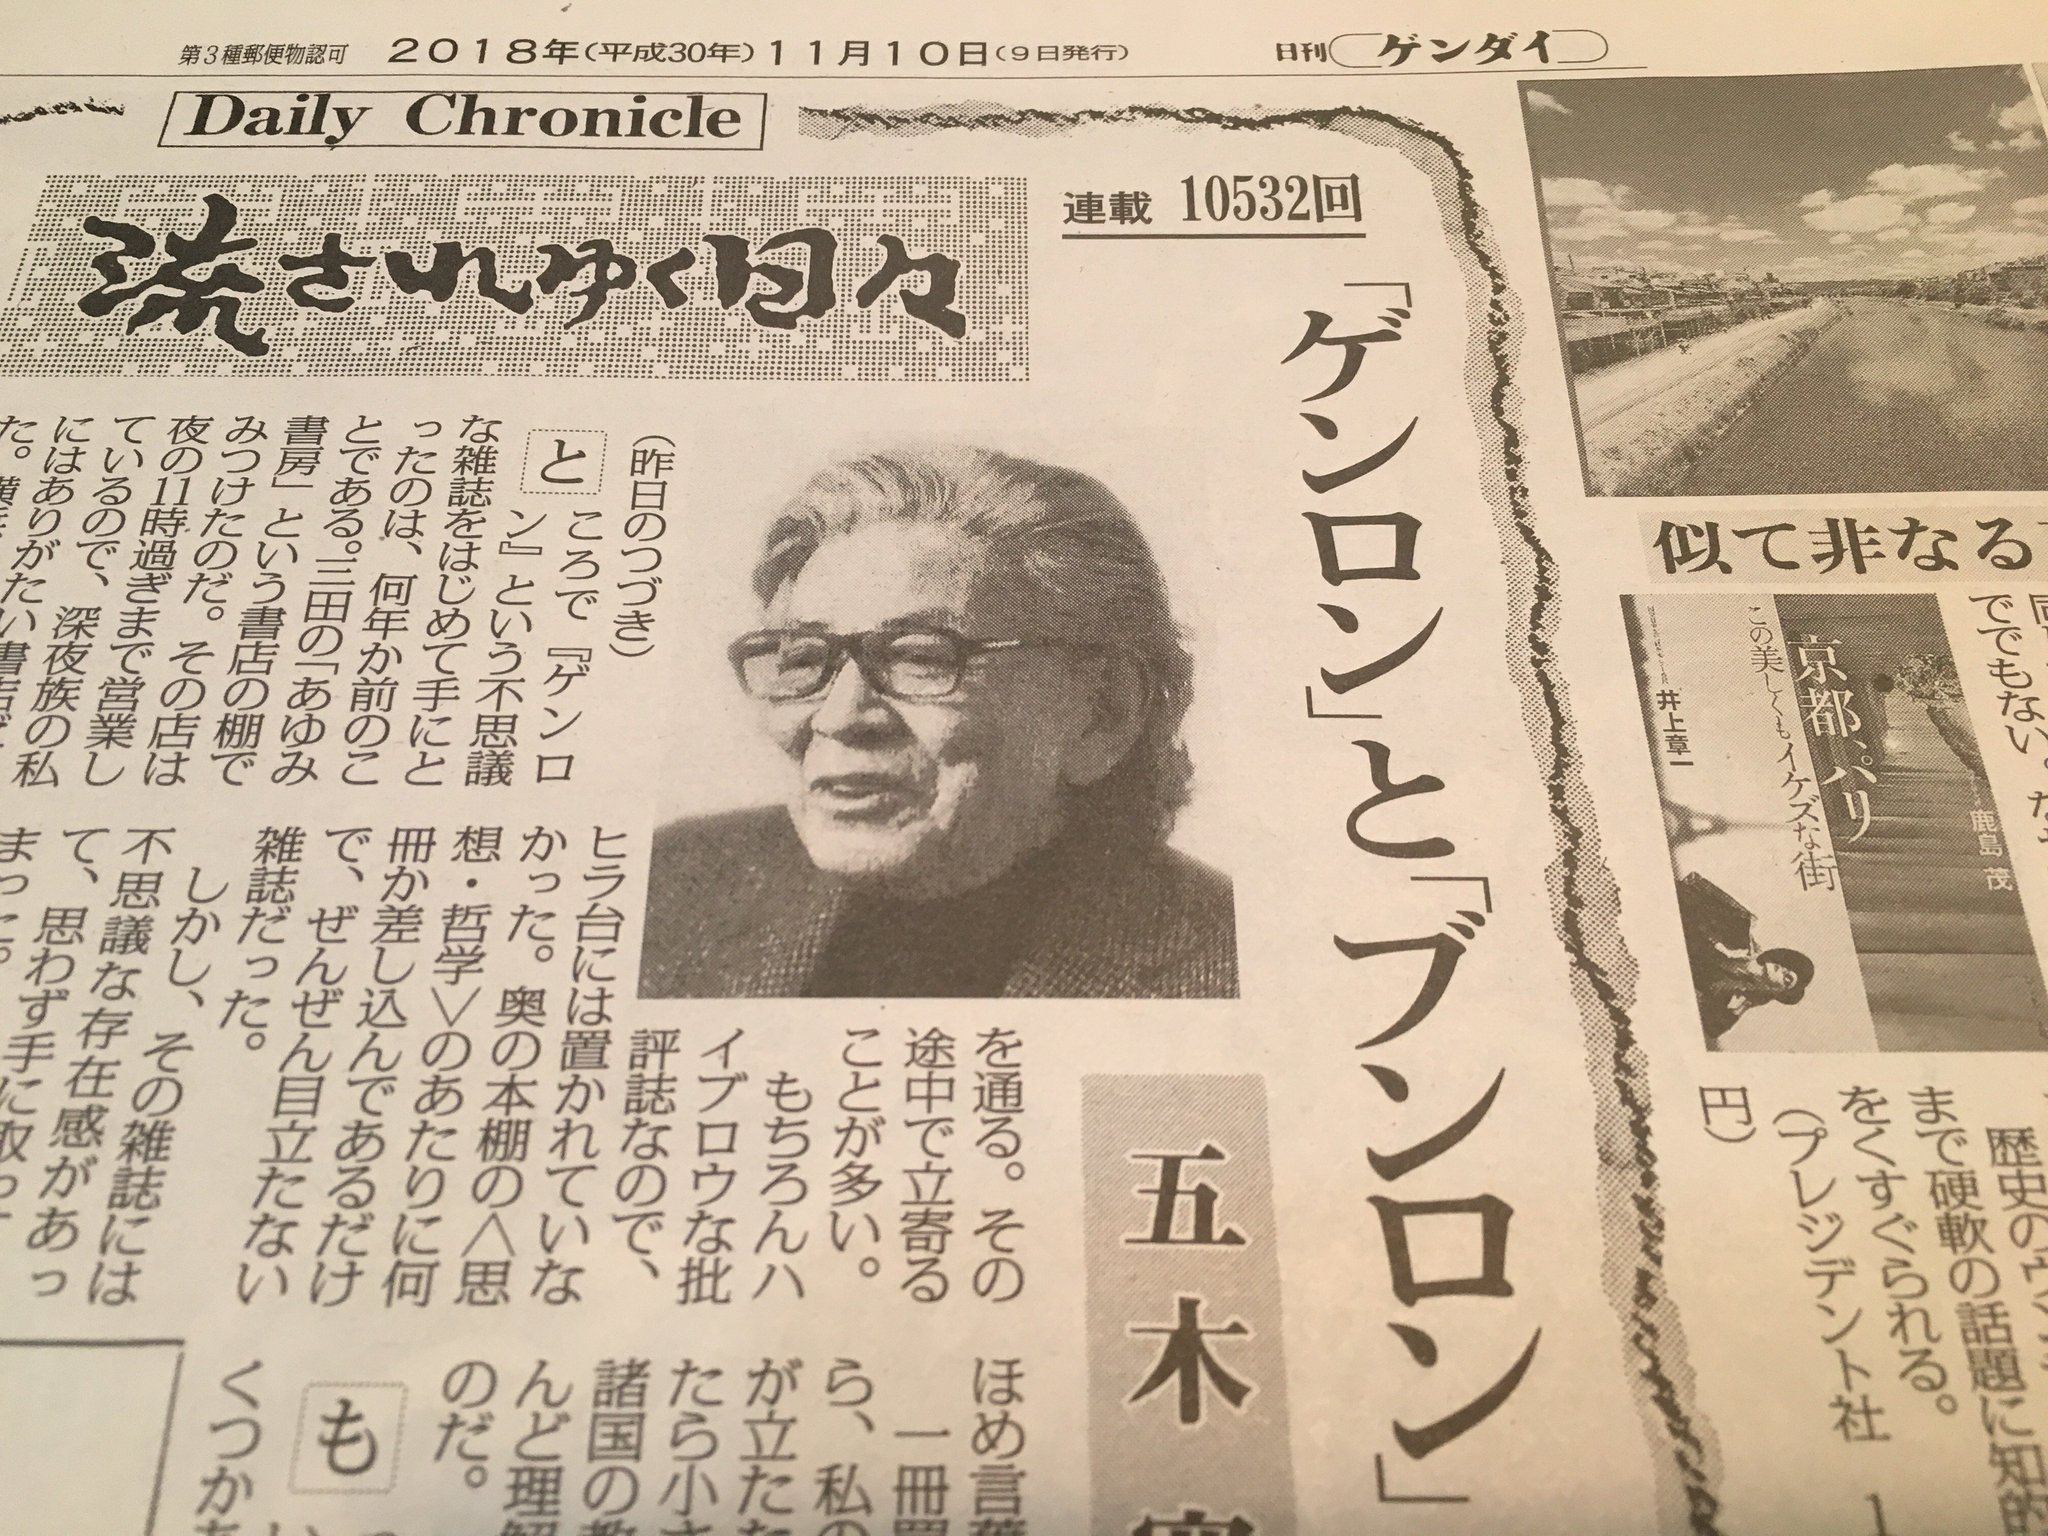 第3種郵便物認可
2018年(平成30年)11月10日(9日発行)
日刊 ゲンダイ
Daily Chronicle
流されゆく日々
連載 10532回
「ゲンロン」と「ブンロン」
五木
(昨日のつづき)
ところで『ゲンロ
ン』という不思議
な雑誌をはじめて手にと
ったのは、何年か前のこ
とである。三田の「あゆみ
書房」という書店の棚で
みつけたのだ。その店は
夜の11時過ぎまで営業し
ているので、深夜族の私
にはありがたい書店だ
た。
を通る。その
途中で立寄る
ことが多い。
もちろんハ
イブロウな批
評誌なので、
ヒラ台には置かれていな
かった。奥の本棚の<思
想・哲学>のあたりに何
冊か差し込んであるだけ
で、ぜんぜん目立たない
雑誌だった。
しかし、その雑誌には
不思議な存在感があっ
て、思わず手に取っ
まった。
ほめ言葉
一冊
ら、私の
が立った
たら小さ
諸国の教
んど理解
のだ。
も
くつかあ
似て非なる
京都、パリ
この美しくもイケズな街
井上章一
鹿島 茂
でもない。
歴史の
まで硬軟の話題に知的
をくすぐられる。
(プレジデント社
円)